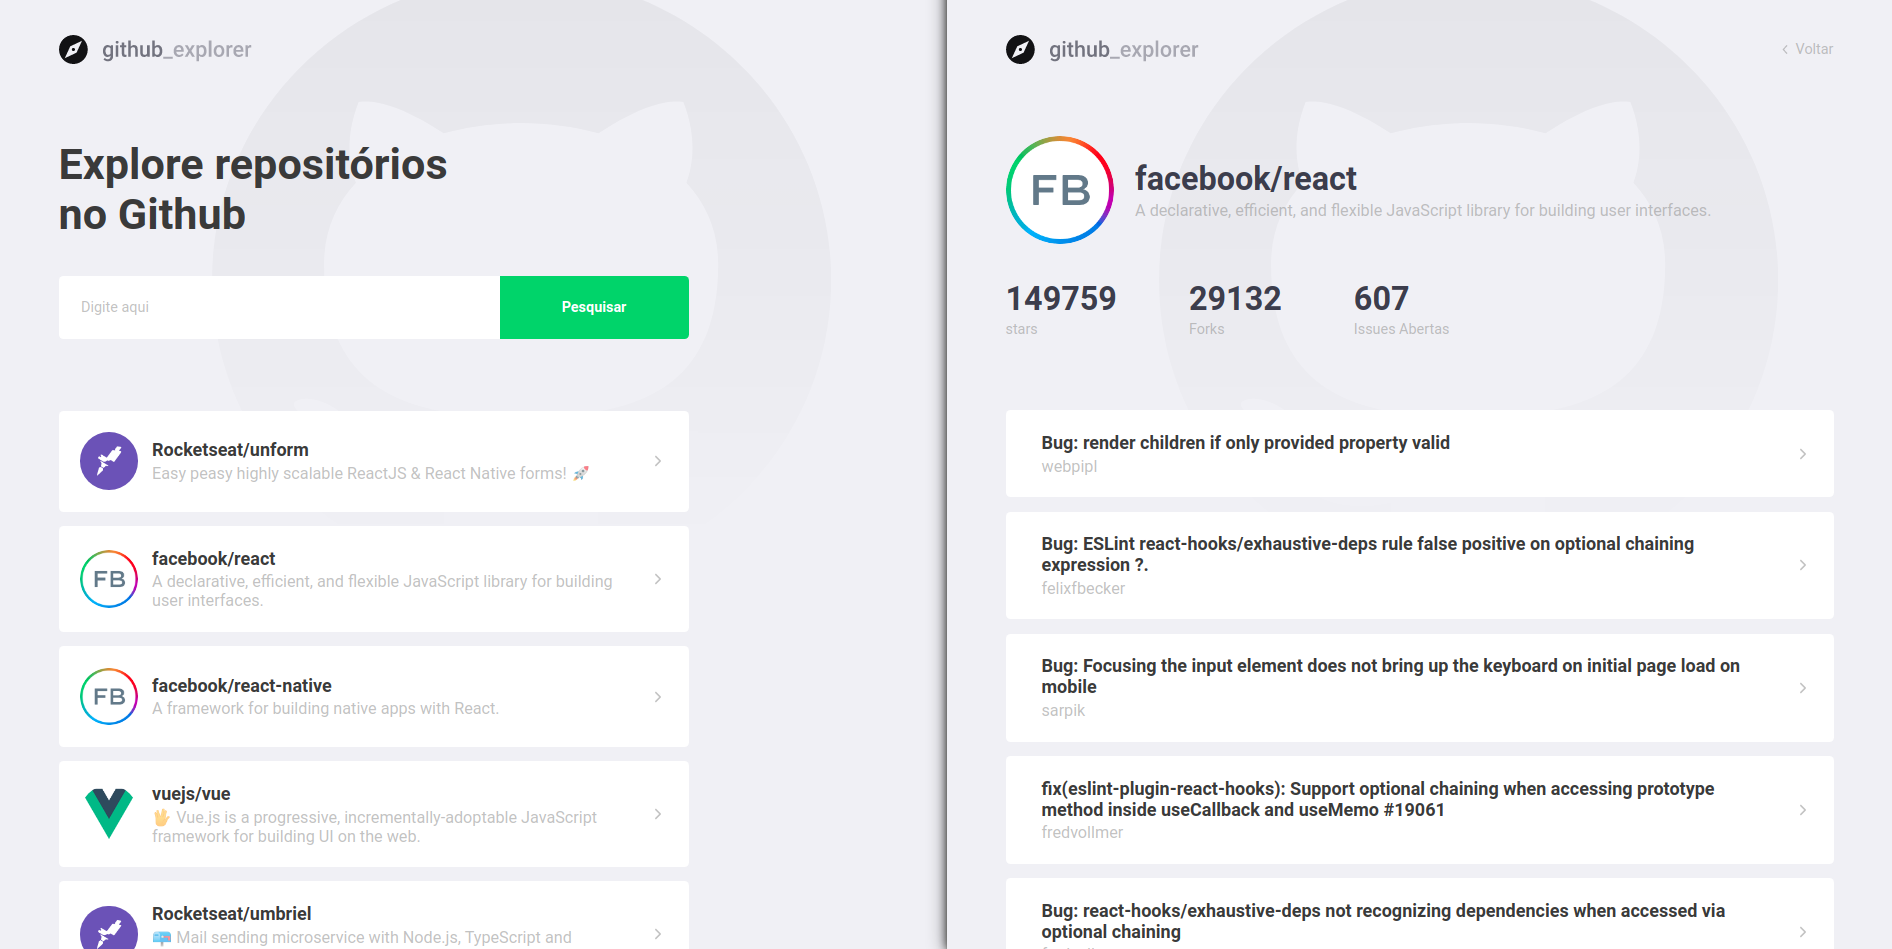 github_explorer
Explore repositórios
no Github
Digite aqui
Pesquisar
Rocketseat/unform
Easy peasy highly scalable ReactJS & React Native forms! 🚀
FB
facebook/react
A declarative, efficient, and flexible JavaScript library for building
user interfaces.
FB
facebook/react-native
A framework for building native apps with React.
vuejs/vue
🖖 Vue.js is a progressive, incrementally-adoptable JavaScript
framework for building UI on the web.
Rocketseat/umbriel
📪 Mail sending microservice with Node.js, TypeScript and
github_explorer
Voltar
FB
facebook/react
A declarative, efficient, and flexible JavaScript library for building user interfaces.
149759
stars
29132
Forks
607
Issues Abertas
Bug: render children if only provided property valid
webpipl
Bug: ESLint react-hooks/exhaustive-deps rule false positive on optional chaining
expression ?.
felixfbecker
Bug: Focusing the input element does not bring up the keyboard on initial page load on
mobile
sarpik
fix(eslint-plugin-react-hooks): Support optional chaining when accessing prototype
method inside useCallback and useMemo #19061
fredvollmer
Bug: react-hooks/exhaustive-deps not recognizing dependencies when accessed via
optional chaining